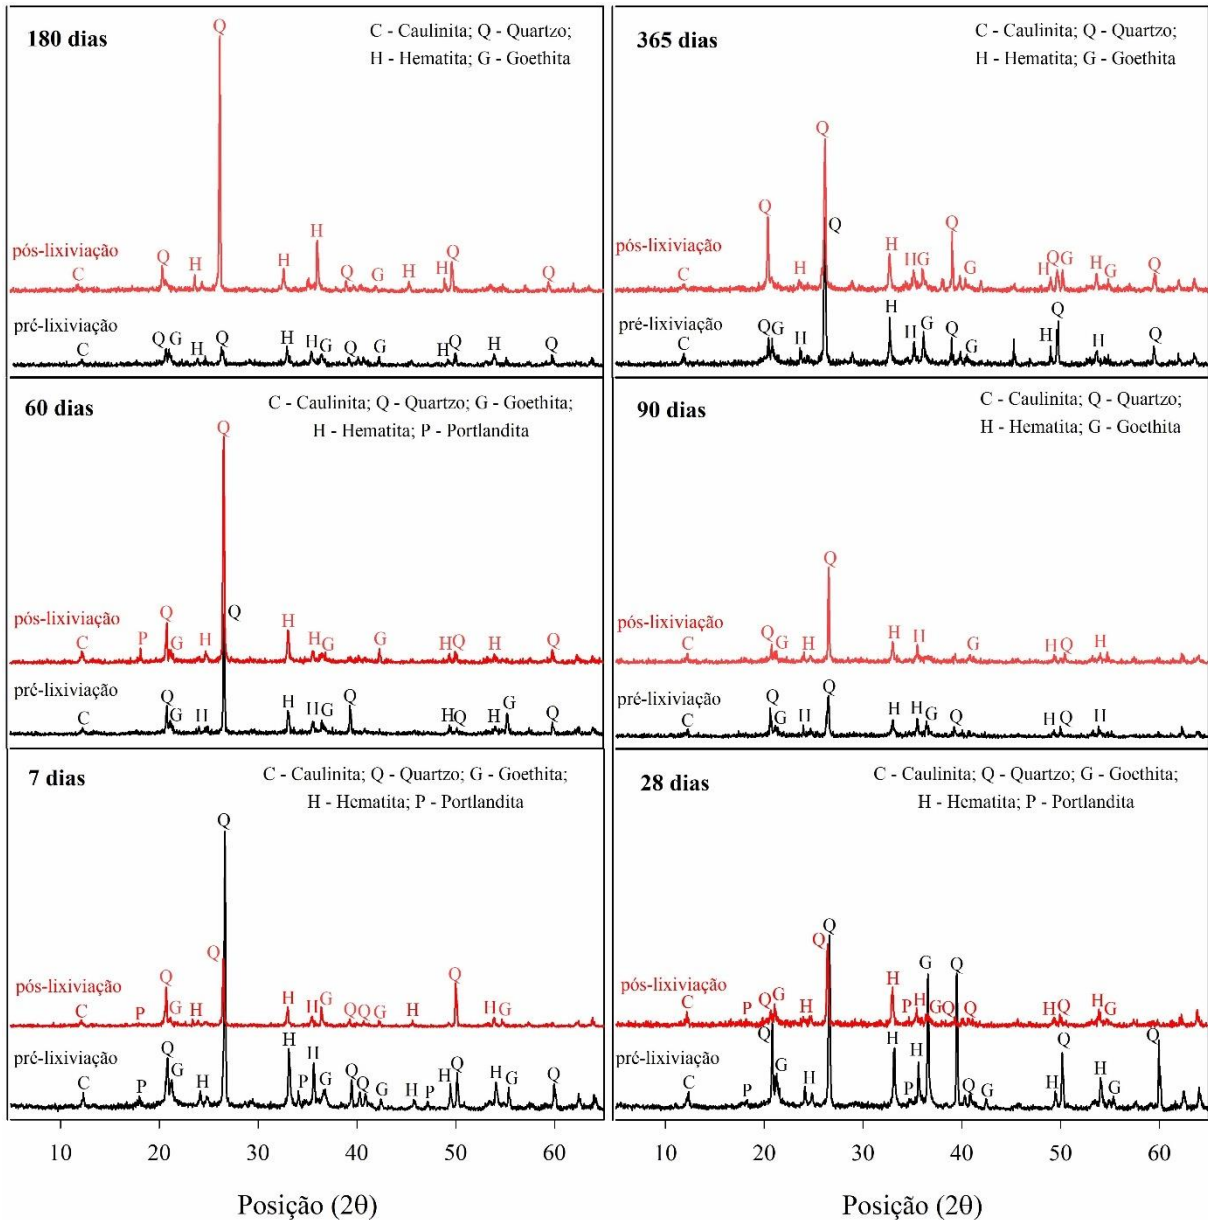 180 dias
C - Caulinita; Q - Quartzo;
H - Hematita; G - Goethita
Q
pós-lixiviação
C Q H H H Q G H H Q Q
pré-lixiviação
C Q G H Q H H G Q G H Q H Q
365 dias
C - Caulinita; Q - Quartzo;
H - Hematita; G - Goethita
Q
Q
pós-lixiviação
C Q H H H G Q G H Q G H G Q
pré-lixiviação
C Q G H H H G Q G H Q H Q
60 dias
C - Caulinita; Q - Quartzo; G - Goethita;
H - Hematita; P - Portlandita
Q
Q
pós-lixiviação
C P Q G H H H G G H Q H Q
pré-lixiviação
C Q G H H H G Q H Q H G Q
90 dias
C - Caulinita; Q - Quartzo;
H - Hematita; G - Goethita
Q
pós-lixiviação
C Q G H H H G H Q H
pré-lixiviação
C Q G H Q H H G Q H Q H
7 dias
C - Caulinita; Q - Quartzo; G - Goethita;
H - Hematita; P - Portlandita
Q
Q
pós-lixiviação
C P Q G H H H G Q Q G H Q H G
pré-lixiviação
C P Q G H H P H G Q Q G H P H Q H G Q
28 dias
C - Caulinita; Q - Quartzo; G - Goethita;
H - Hematita; P - Portlandita
Q Q
pós-lixiviação
C P Q G H H P H G Q Q H Q H G
pré-lixiviação
C P Q G H H P H G Q Q G H Q H G Q
10 20 30 40 50 60
10 20 30 40 50 60
Posição (2θ)
Posição (2θ)